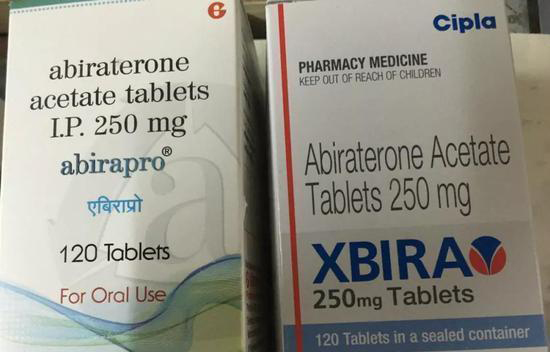 abiraterone
acetate tablets
I.P. 250 mg
abirapro®
एबिराप्रो
120 Tablets
For Oral Use
Cipla
PHARMACY MEDICINE
KEEP OUT OF REACH OF CHILDREN
Abiraterone Acetate
Tablets 250 mg
XBIRA
250mg Tablets
120 Tablets in a sealed container